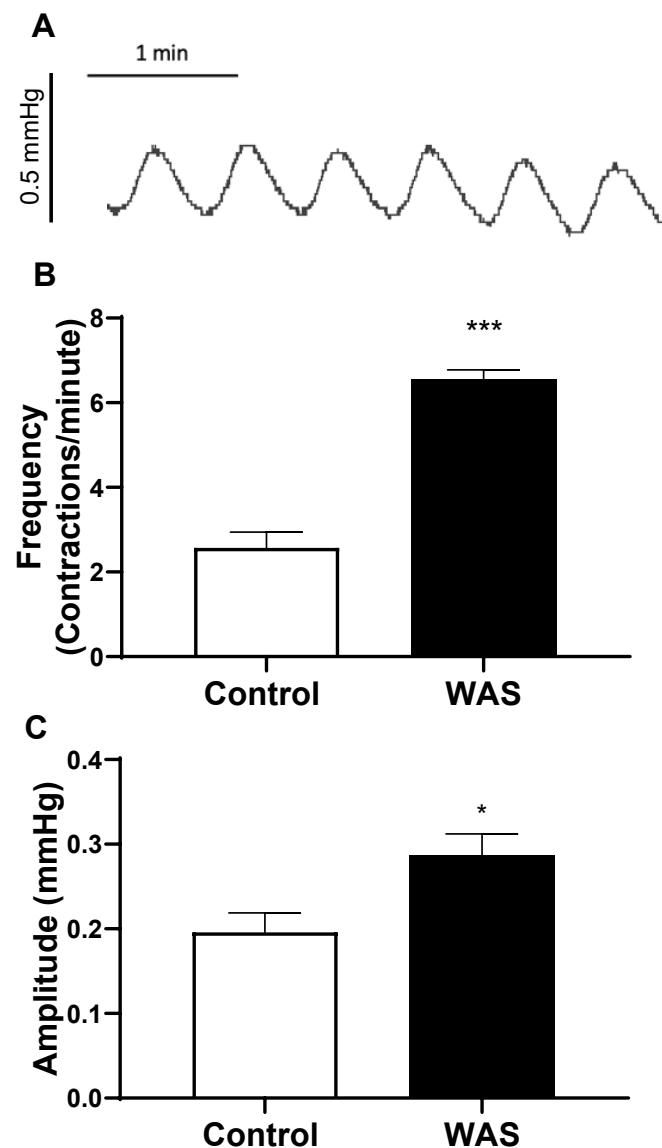 A
1 min
0.5 mmHg
B
Frequency
(Contractions/minute)
8
6
4
2
0
***
Control
WAS
C
Amplitude (mmHg)
0.4
0.3
0.2
0.1
0.0
*
Control
WAS